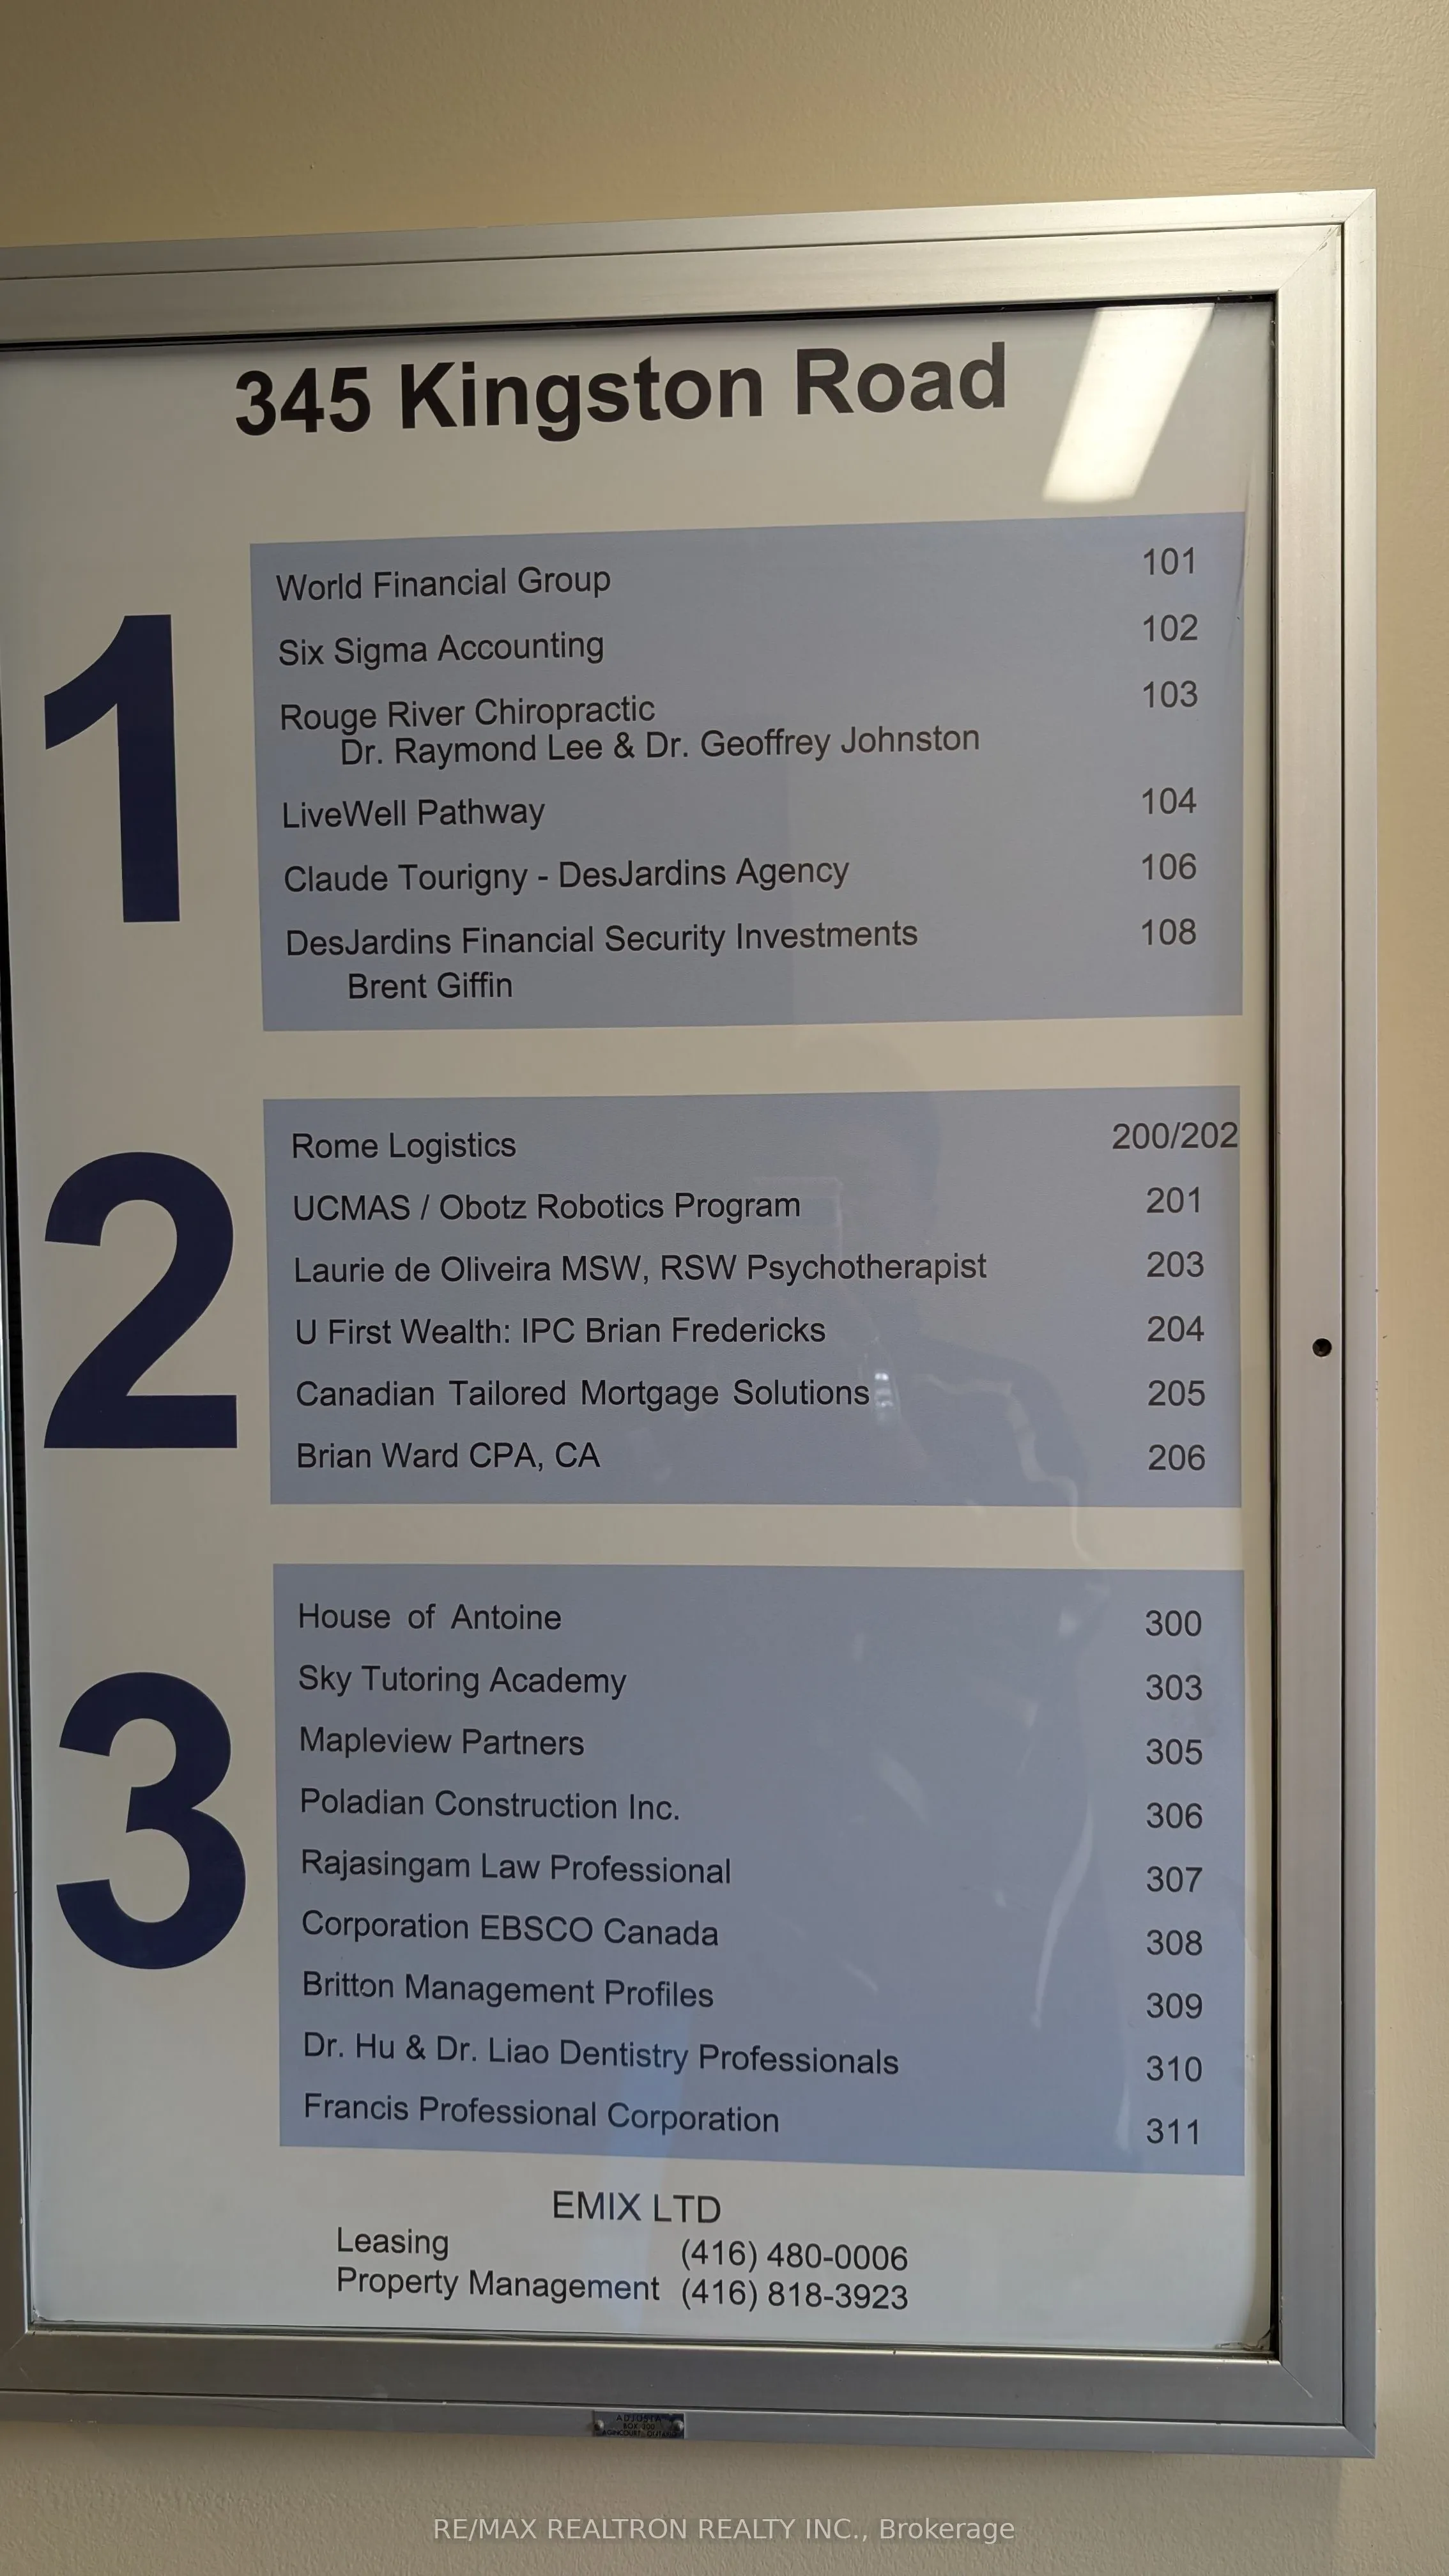 345 Kingston Road
1
World Financial Group 101
Six Sigma Accounting 102
Rouge River Chiropractic 103
Dr. Raymond Lee & Dr. Geoffrey Johnston
LiveWell Pathway 104
Claude Tourigny - DesJardins Agency 106
DesJardins Financial Security Investments 108
Brent Giffin
2
Rome Logistics 200/202
UCMAS / Obotz Robotics Program 201
Laurie de Oliveira MSW, RSW Psychotherapist 203
U First Wealth: IPC Brian Fredericks 204
Canadian Tailored Mortgage Solutions 205
Brian Ward CPA, CA 206
3
House of Antoine 300
Sky Tutoring Academy 303
Mapleview Partners 305
Poladian Construction Inc. 306
Rajasingam Law Professional 307
Corporation EBSCO Canada 308
Britton Management Profiles 309
Dr. Hu & Dr. Liao Dentistry Professionals 310
Francis Professional Corporation 311
EMIX LTD
Leasing (416) 480-0006
Property Management (416) 818-3923
RE/MAX REALTRON REALTY INC., Brokerage